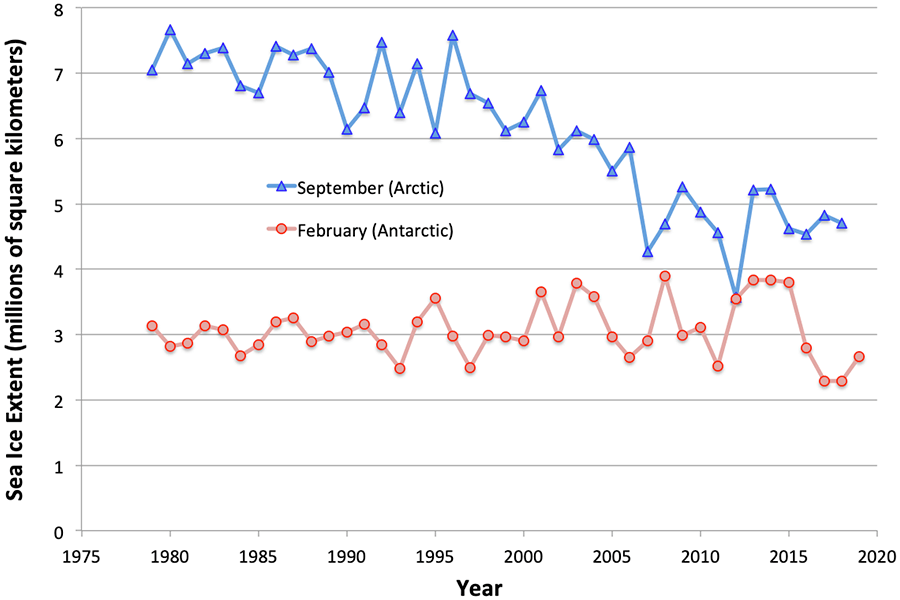 Sea Ice Extent (millions of square kilometers)
8
7
6
5
4
3
2
1
0
September (Arctic)
February (Antarctic)
1975 1980 1985 1990 1995 2000 2005 2010 2015 2020
Year